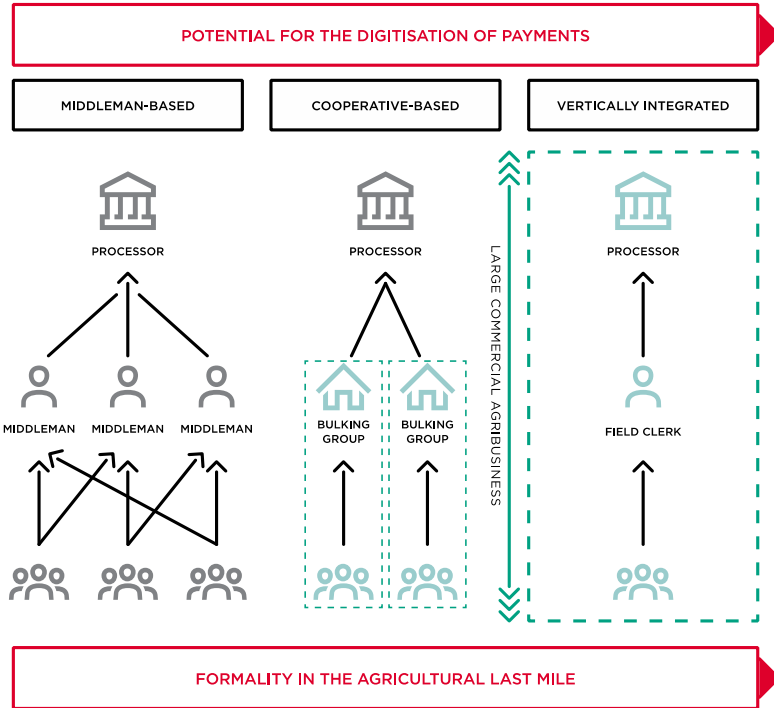 POTENTIAL FOR THE DIGITISATION OF PAYMENTS
MIDDLEMAN-BASED
COOPERATIVE-BASED
VERTICALLY INTEGRATED
PROCESSOR
PROCESSOR
PROCESSOR
LARGE COMMERCIAL AGRIBUSINESS
MIDDLEMAN
MIDDLEMAN
MIDDLEMAN
BULKING
GROUP
BULKING
GROUP
FIELD CLERK
FORMALITY IN THE AGRICULTURAL LAST MILE